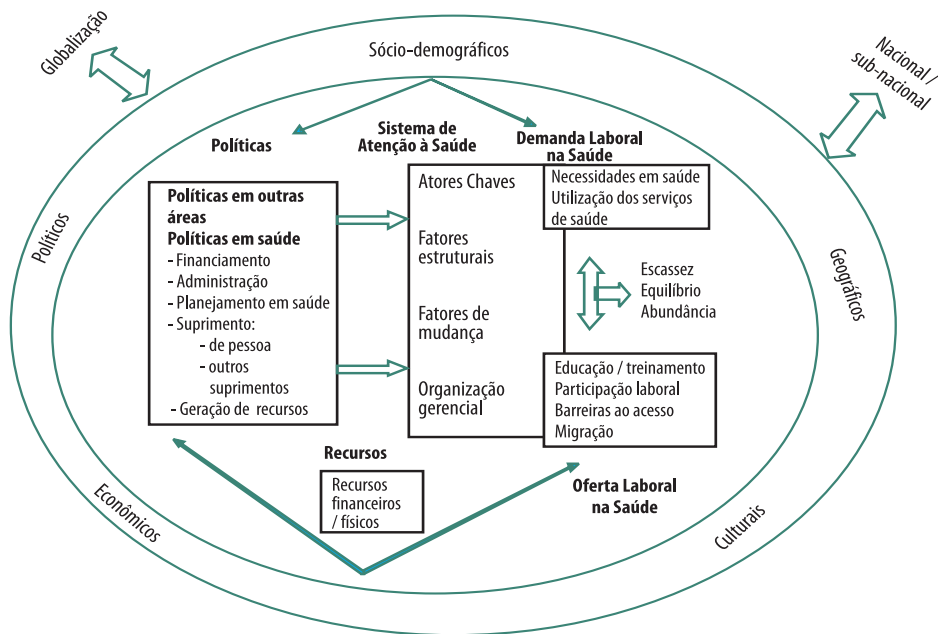 Globalização
Sócio-demográficos
Nacional /
sub-nacional
Políticos
Geográficos
Econômicos
Culturais
Políticas
Sistema de
Atenção à Saúde
Demanda Laboral
na Saúde
Políticas em outras
áreas
Políticas em saúde
- Financiamento
- Administração
- Planejamento em saúde
- Suprimento:
- de pessoa
- outros
suprimentos
- Geração de recursos
Atores Chaves
Fatores
estruturais
Fatores de
mudança
Organização
gerencial
Necessidades em saúde
Utilização dos serviços
de saúde
Escassez
Equilíbrio
Abundância
Educação / treinamento
Participação laboral
Barreiras ao acesso
Migração
Recursos
Recursos
financeiros
/ físicos
Oferta Laboral
na Saúde